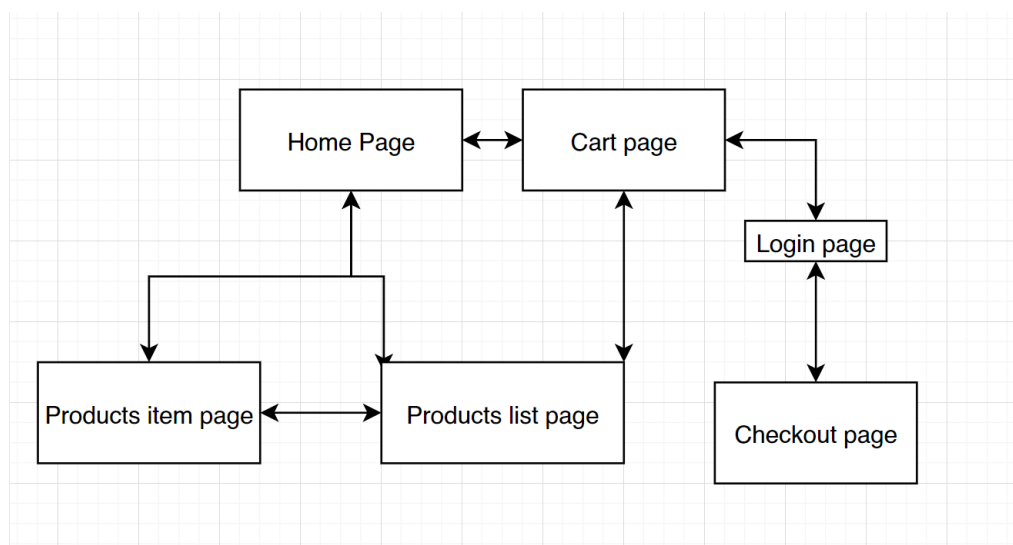 Home Page
Cart page
Login page
Products item page
Products list page
Checkout page